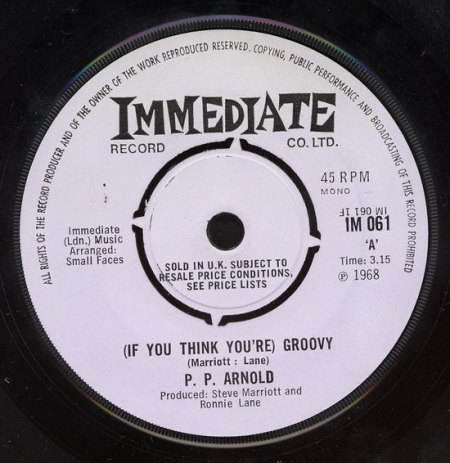 ALL RIGHTS OF THE RECORD PRODUCER AND OF THE OWNER OF THE WORK REPRODUCED RESERVED. COPYING, PUBLIC PERFORMANCE AND BROADCASTING OF THIS RECORD PROHIBITED
IMMEDIATE
RECORD CO. LTD.
45 RPM
MONO
IM 061 1F
IM 061
'A'
Time: 3.15
℗ 1968
Immediate
(Ldn.) Music
Arranged:
Small Faces
SOLD IN U.K. SUBJECT TO
RESALE PRICE CONDITIONS,
SEE PRICE LISTS
(IF YOU THINK YOU'RE) GROOVY
(Marriott : Lane)
P. P. ARNOLD
Produced: Steve Marriott and
Ronnie Lane